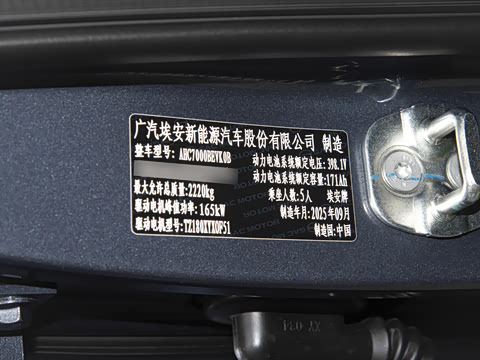 广汽埃安新能源汽车股份有限公司 制造
整车型号: AHC7000BEVK0B 动力电池系统额定电压: 398.1V
动力电池系统额定容量: 171Ah
最大允许总质量: 2220kg 乘坐人数: 5人 埃安牌
驱动电机峰值功率: 165kW 制造年月: 2025年09月
驱动电机型号: TZ180XYX0F51 制造国: 中国